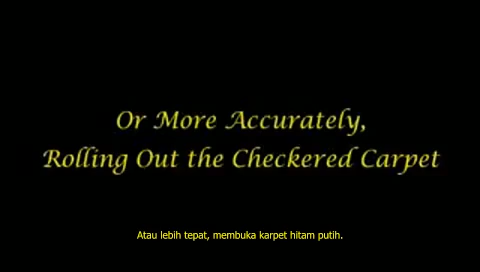 Or More Accurately,
Rolling Out the Checkered Carpet
Atau lebih tepat, membuka karpet hitam putih.